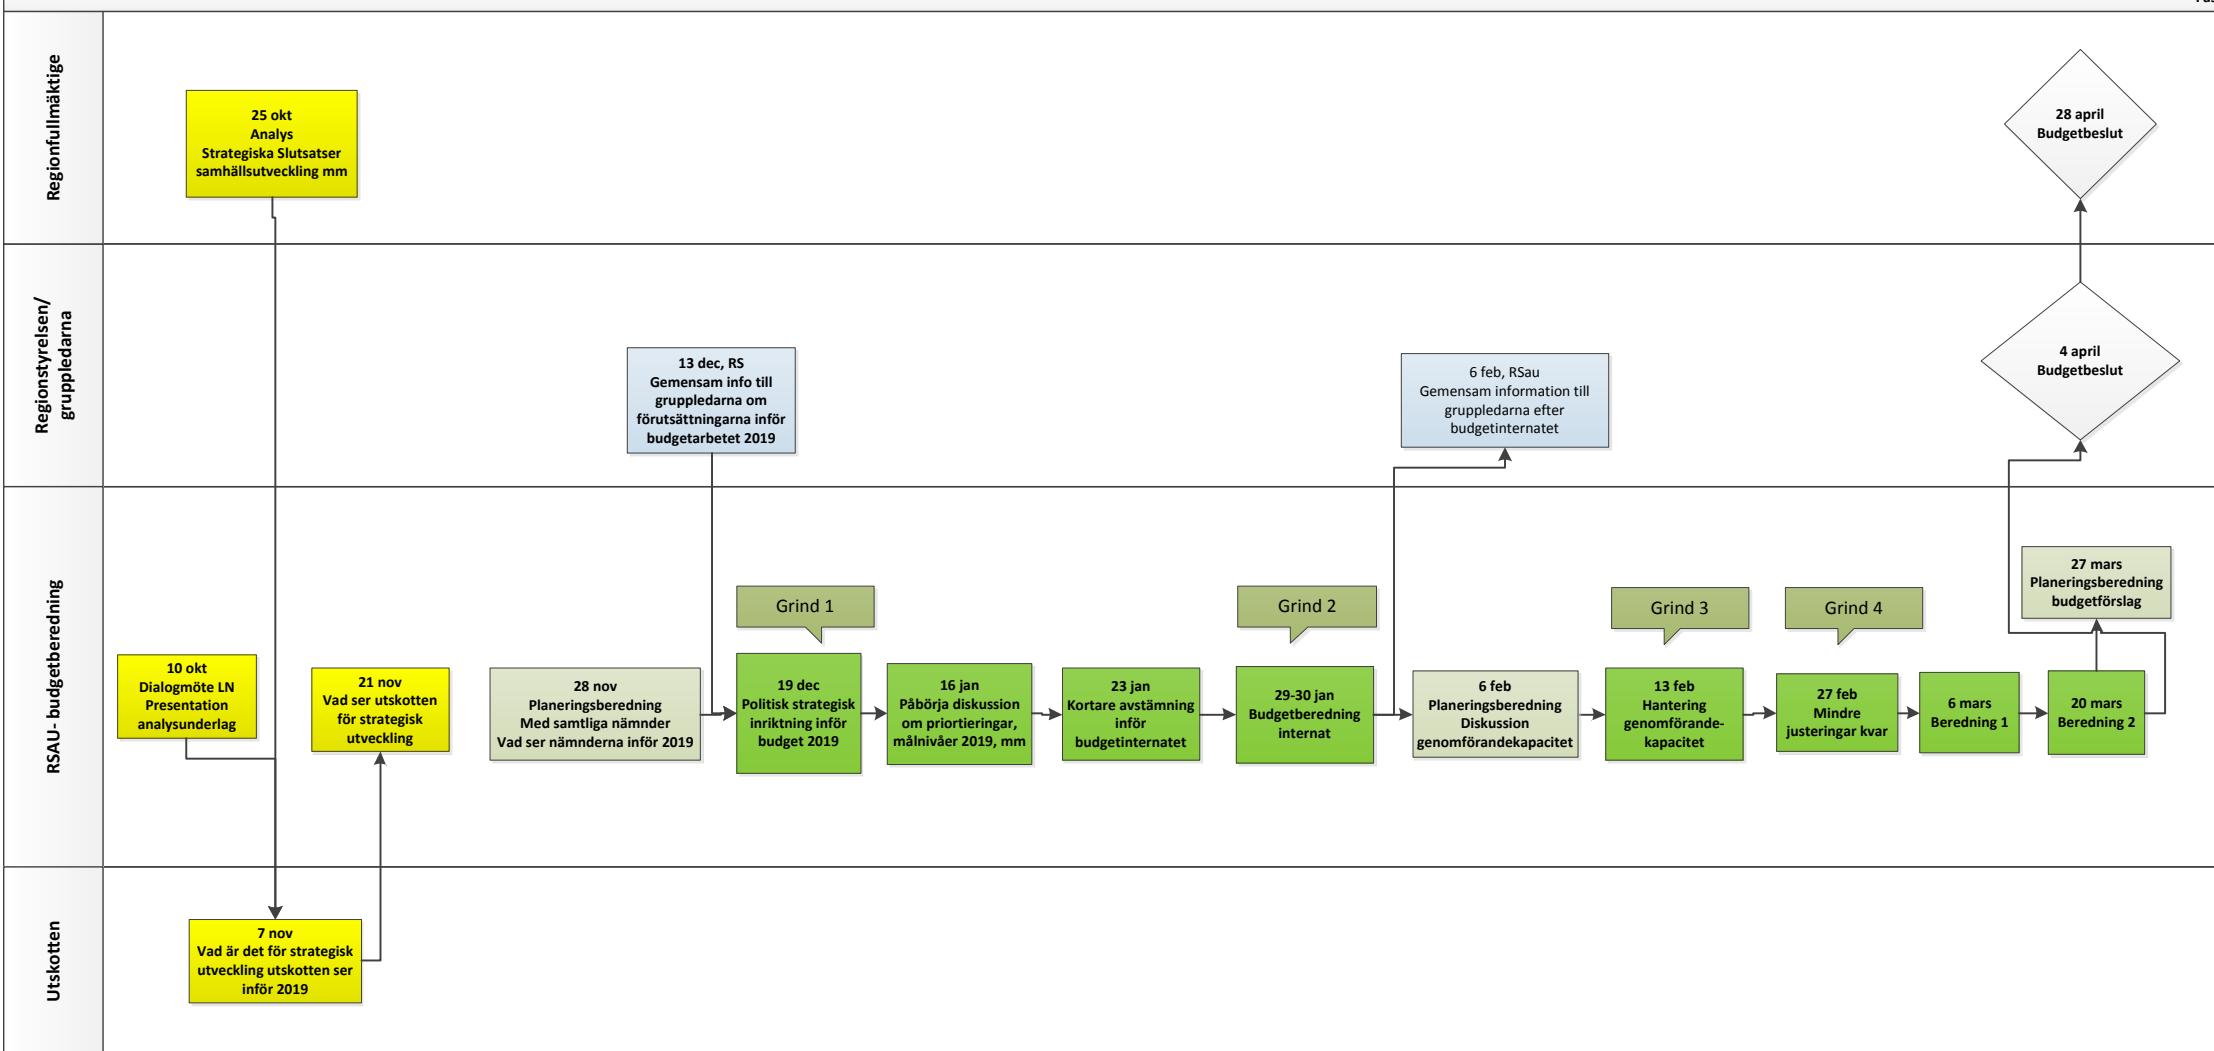 Regionfullmäktige
25 okt
Analys
Strategiska Slutsatser
samhällsutveckling mm
28 april
Budgetbeslut
Regionstyrelsen/
gruppledarna
13 dec, RS
Gemensam info till
gruppledarna om
förutsättningarna inför
budgetarbetet 2019
6 feb, RSau
Gemensam information till
gruppledarna efter
budgetinternatet
4 april
Budgetbeslut
RSAU- budgetberedning
10 okt
Dialogmöte LN
Presentation
analysunderlag
21 nov
Vad ser utskotten
för strategisk
utveckling
28 nov
Planeringsberedning
Med samtliga nämnder
Vad ser nämnderna inför 2019
Grind 1
19 dec
Politisk strategisk
inriktning inför
budget 2019
16 jan
Påbörja diskussion
om priortieringar,
målnivåer 2019, mm
23 jan
Kortare avstämning
inför
budgetinternatet
Grind 2
29-30 jan
Budgetberedning
internat
6 feb
Planeringsberedning
Diskussion
genomförandekapacitet
Grind 3
13 feb
Hantering
genomförande-
kapacitet
Grind 4
27 feb
Mindre
justeringar kvar
6 mars
Beredning 1
20 mars
Beredning 2
27 mars
Planeringsberedning
budgetförslag
Utskotten
7 nov
Vad är det för strategisk
utveckling utskotten ser
inför 2019